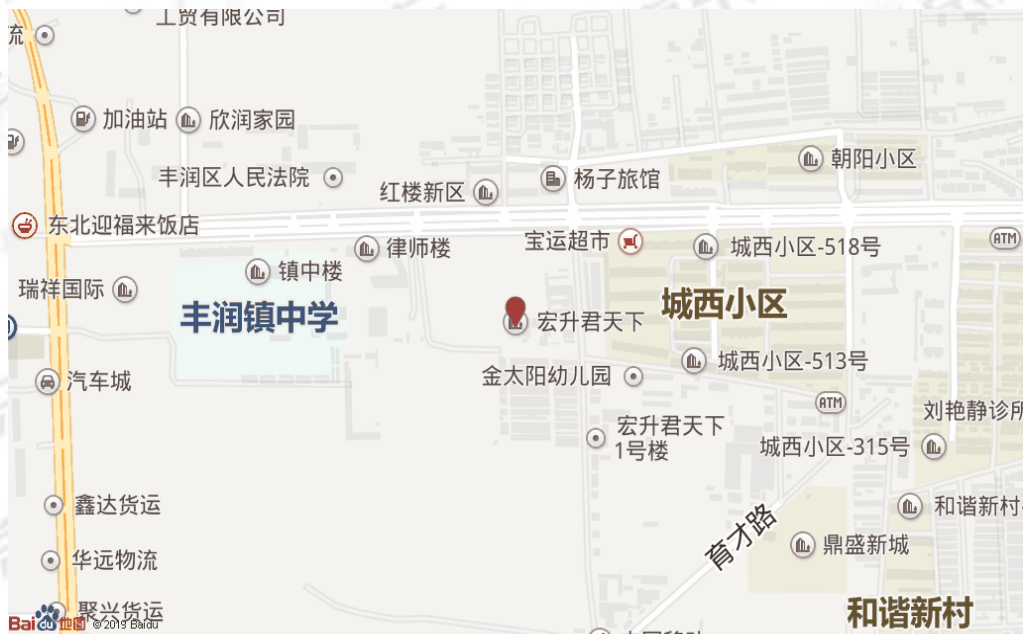 工贸有限公司
流
加油站
欣润家园
朝阳小区
丰润区人民法院
红楼新区
杨子旅馆
东北迎福来饭店
律师楼
宝运超市
城西小区-518号
ATM
镇中楼
瑞祥国际
丰润镇中学
城西小区
宏升君天下
城西小区-513号
金太阳幼儿园
汽车城
ATM
刘艳静诊所
宏升君天下
1号楼
城西小区-315号
鑫达货运
和谐新村
育才路
鼎盛新城
华远物流
聚兴货运
和谐新村
Baidu地图
© 2019 Baidu